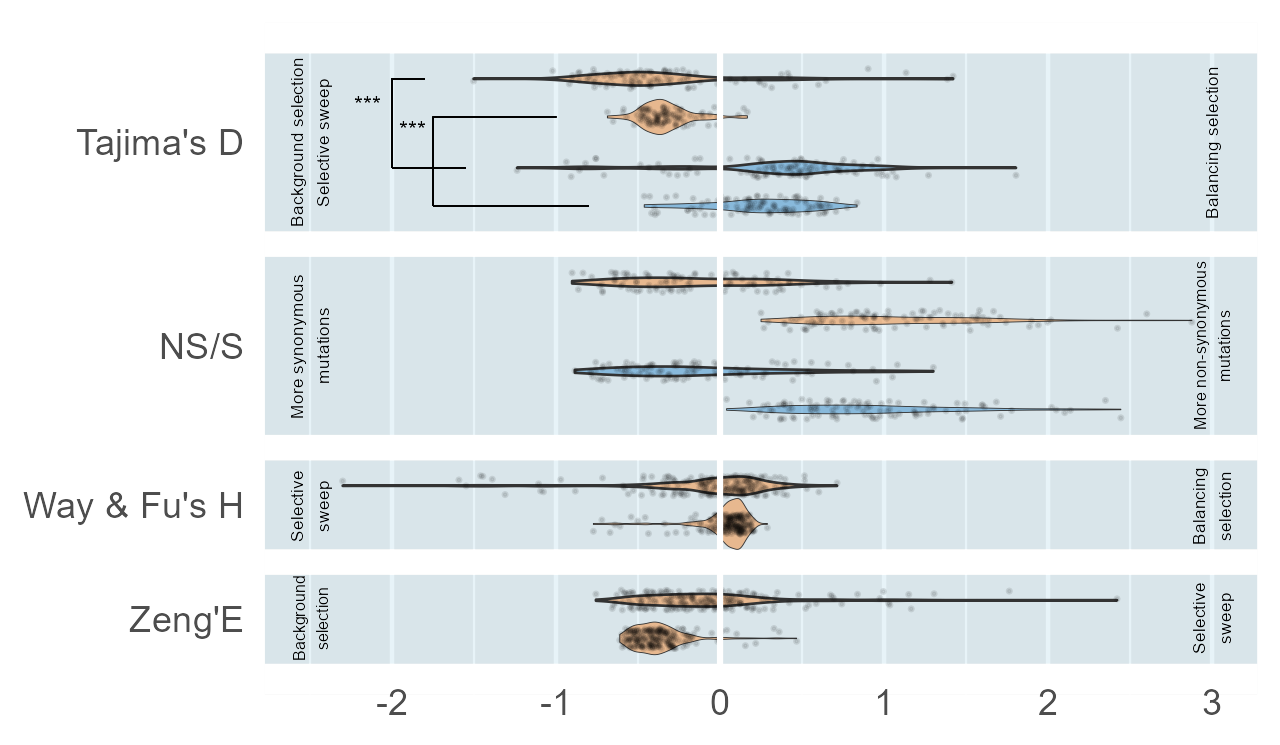 Tajima's D
Background selection
Selective sweep
***
***
Balancing selection
NS/S
More synonymous
mutations
More non-synonymous
mutations
Way & Fu's H
Selective
sweep
Balancing
selection
Zeng'E
Background
selection
Selective
sweep
-2 -1 0 1 2 3